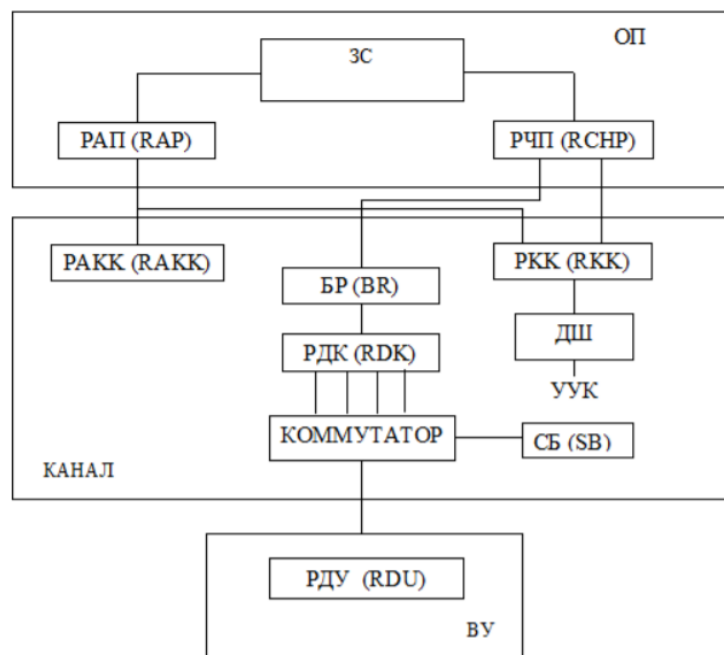 ОП
ЗС
РАП (RAP)
РЧП (RCHP)
РАКК (RAKK)
РКК (RKK)
БР (BR)
РДК (RDK)
ДШ
УУК
КОММУТАТОР
СБ (SB)
КАНАЛ
РДУ (RDU)
ВУ